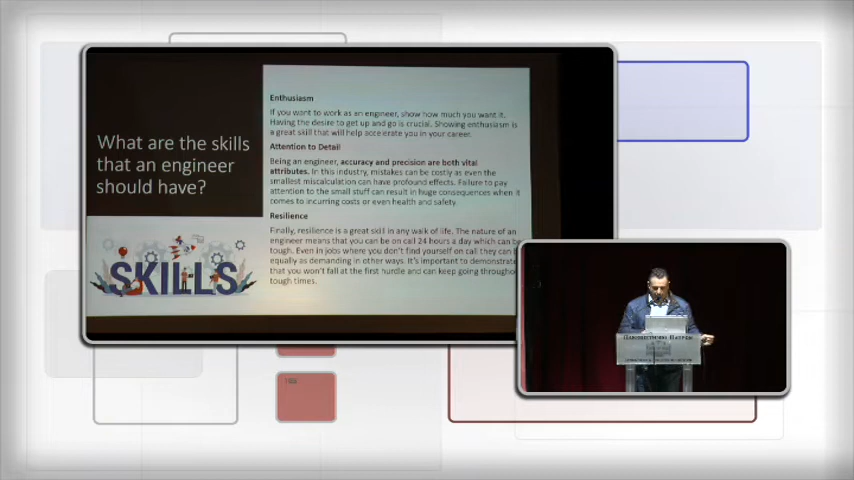 What are the skills
that an engineer
should have?
SKILLS
Enthusiasm
If you want to work as an engineer, show how much you want it.
Having the desire to get up and go is crucial. Showing enthusiasm is
a great skill that will help accelerate you in your career.
Attention to Detail
Being an engineer, accuracy and precision are both vital
attributes. In this industry, mistakes can be costly as even the
smallest miscalculation can have profound effects. Failure to pay
attention to the small stuff can result in huge consequences when it
comes to incurring costs or even health and safety.
Resilience
Finally, resilience is a great skill in any walk of life. The nature of an
engineer means that you can be on call 24 hours a day which can be
tough. Even in jobs where you don't find yourself on call they can
equally as demanding in other ways. It's important to demonstrate
that you won't fall at the first hurdle and can keep going
tough times.
ΠΑΝΕΠΙΣΤΗΜΙΟ ΠΑΤΡΩΝ